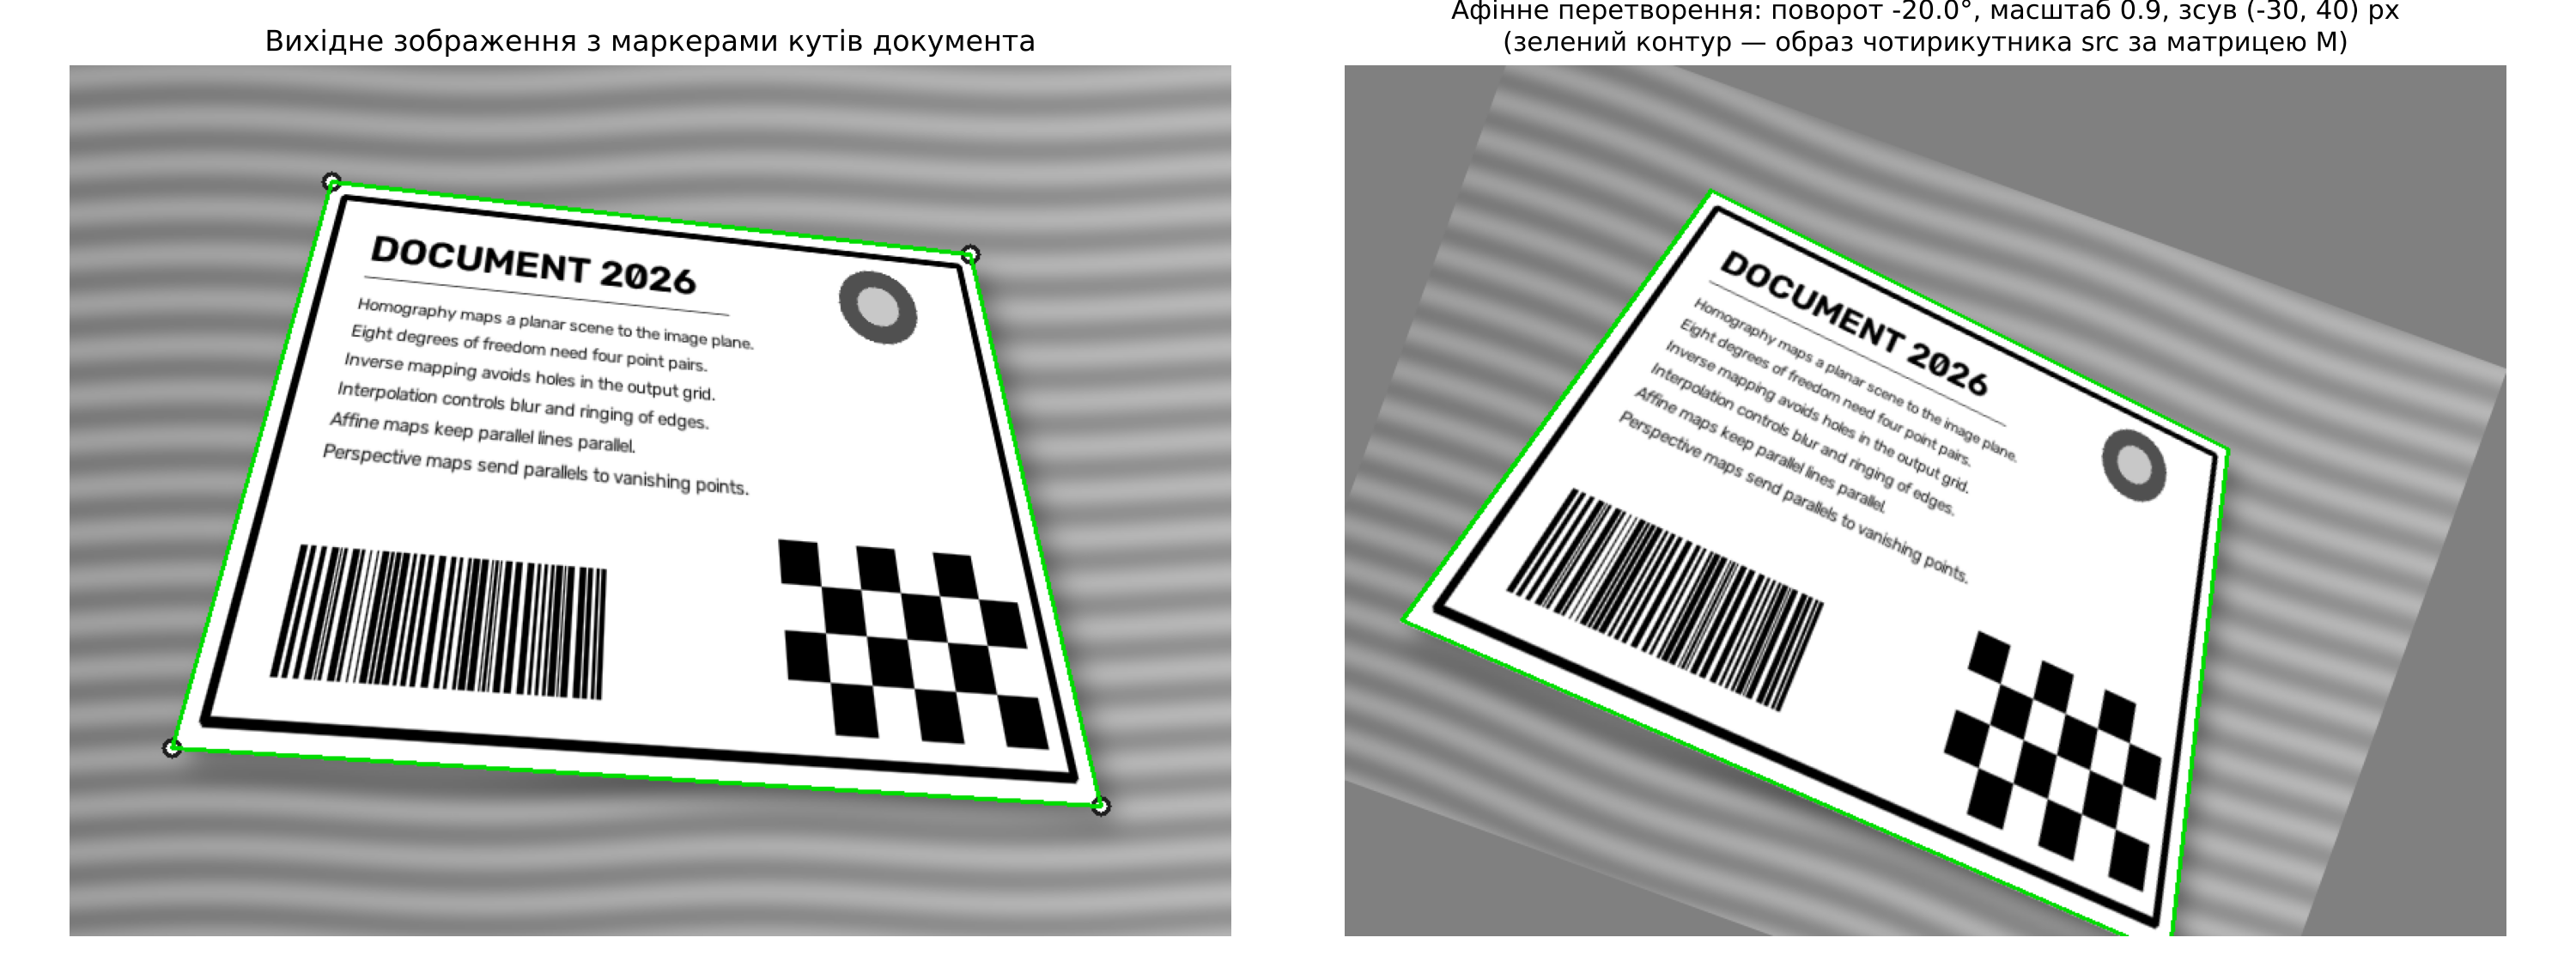 Вихідне зображення з маркерами кутів документа
DOCUMENT 2026
Homography maps a planar scene to the image plane.
Eight degrees of freedom need four point pairs.
Inverse mapping avoids holes in the output grid.
Interpolation controls blur and ringing of edges.
Affine maps keep parallel lines parallel.
Perspective maps send parallels to vanishing points.
Афінне перетворення: поворот -20.0°, масштаб 0.9, зсув (-30, 40) px
(зелений контур — образ чотирикутника src за матрицею M)
DOCUMENT 2026
Homography maps a planar scene to the image plane.
Eight degrees of freedom need four point pairs.
Inverse mapping avoids holes in the output grid.
Interpolation controls blur and ringing of edges.
Affine maps keep parallel lines parallel.
Perspective maps send parallels to vanishing points.